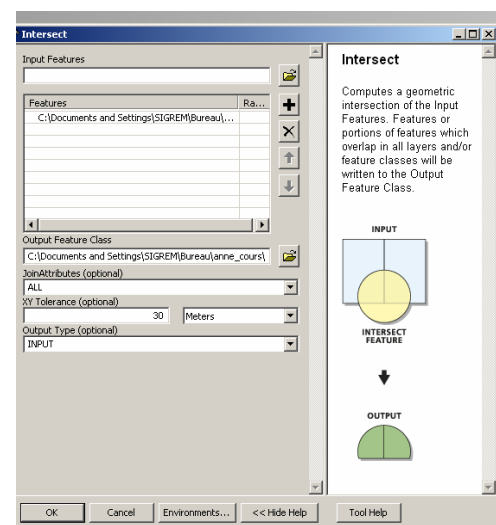 Intersect
Input Features
Features
Ra...
C:\Documents and Settings\SIGREM\Bureau\...
Output Feature Class
C:\Documents and Settings\SIGREM\Bureau\anne_cours\
JoinAttributes (optional)
ALL
XY Tolerance (optional)
30
Meters
Output Type (optional)
INPUT
OK
Cancel
Environments...
<< Hide Help
Intersect
Computes a geometric
intersection of the Input
Features. Features or
portions of features which
overlap in all layers and/or
feature classes will be
written to the Output
Feature Class.
INPUT
INTERSECT
FEATURE
OUTPUT
Tool Help